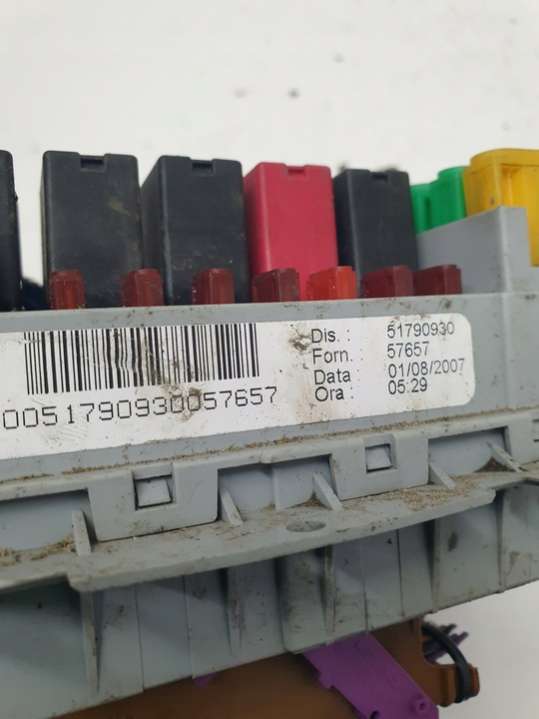 Dis. : 51790930
Forn.: 57657
Data 01/08/2007
Ora : 05:29
0051790930057657